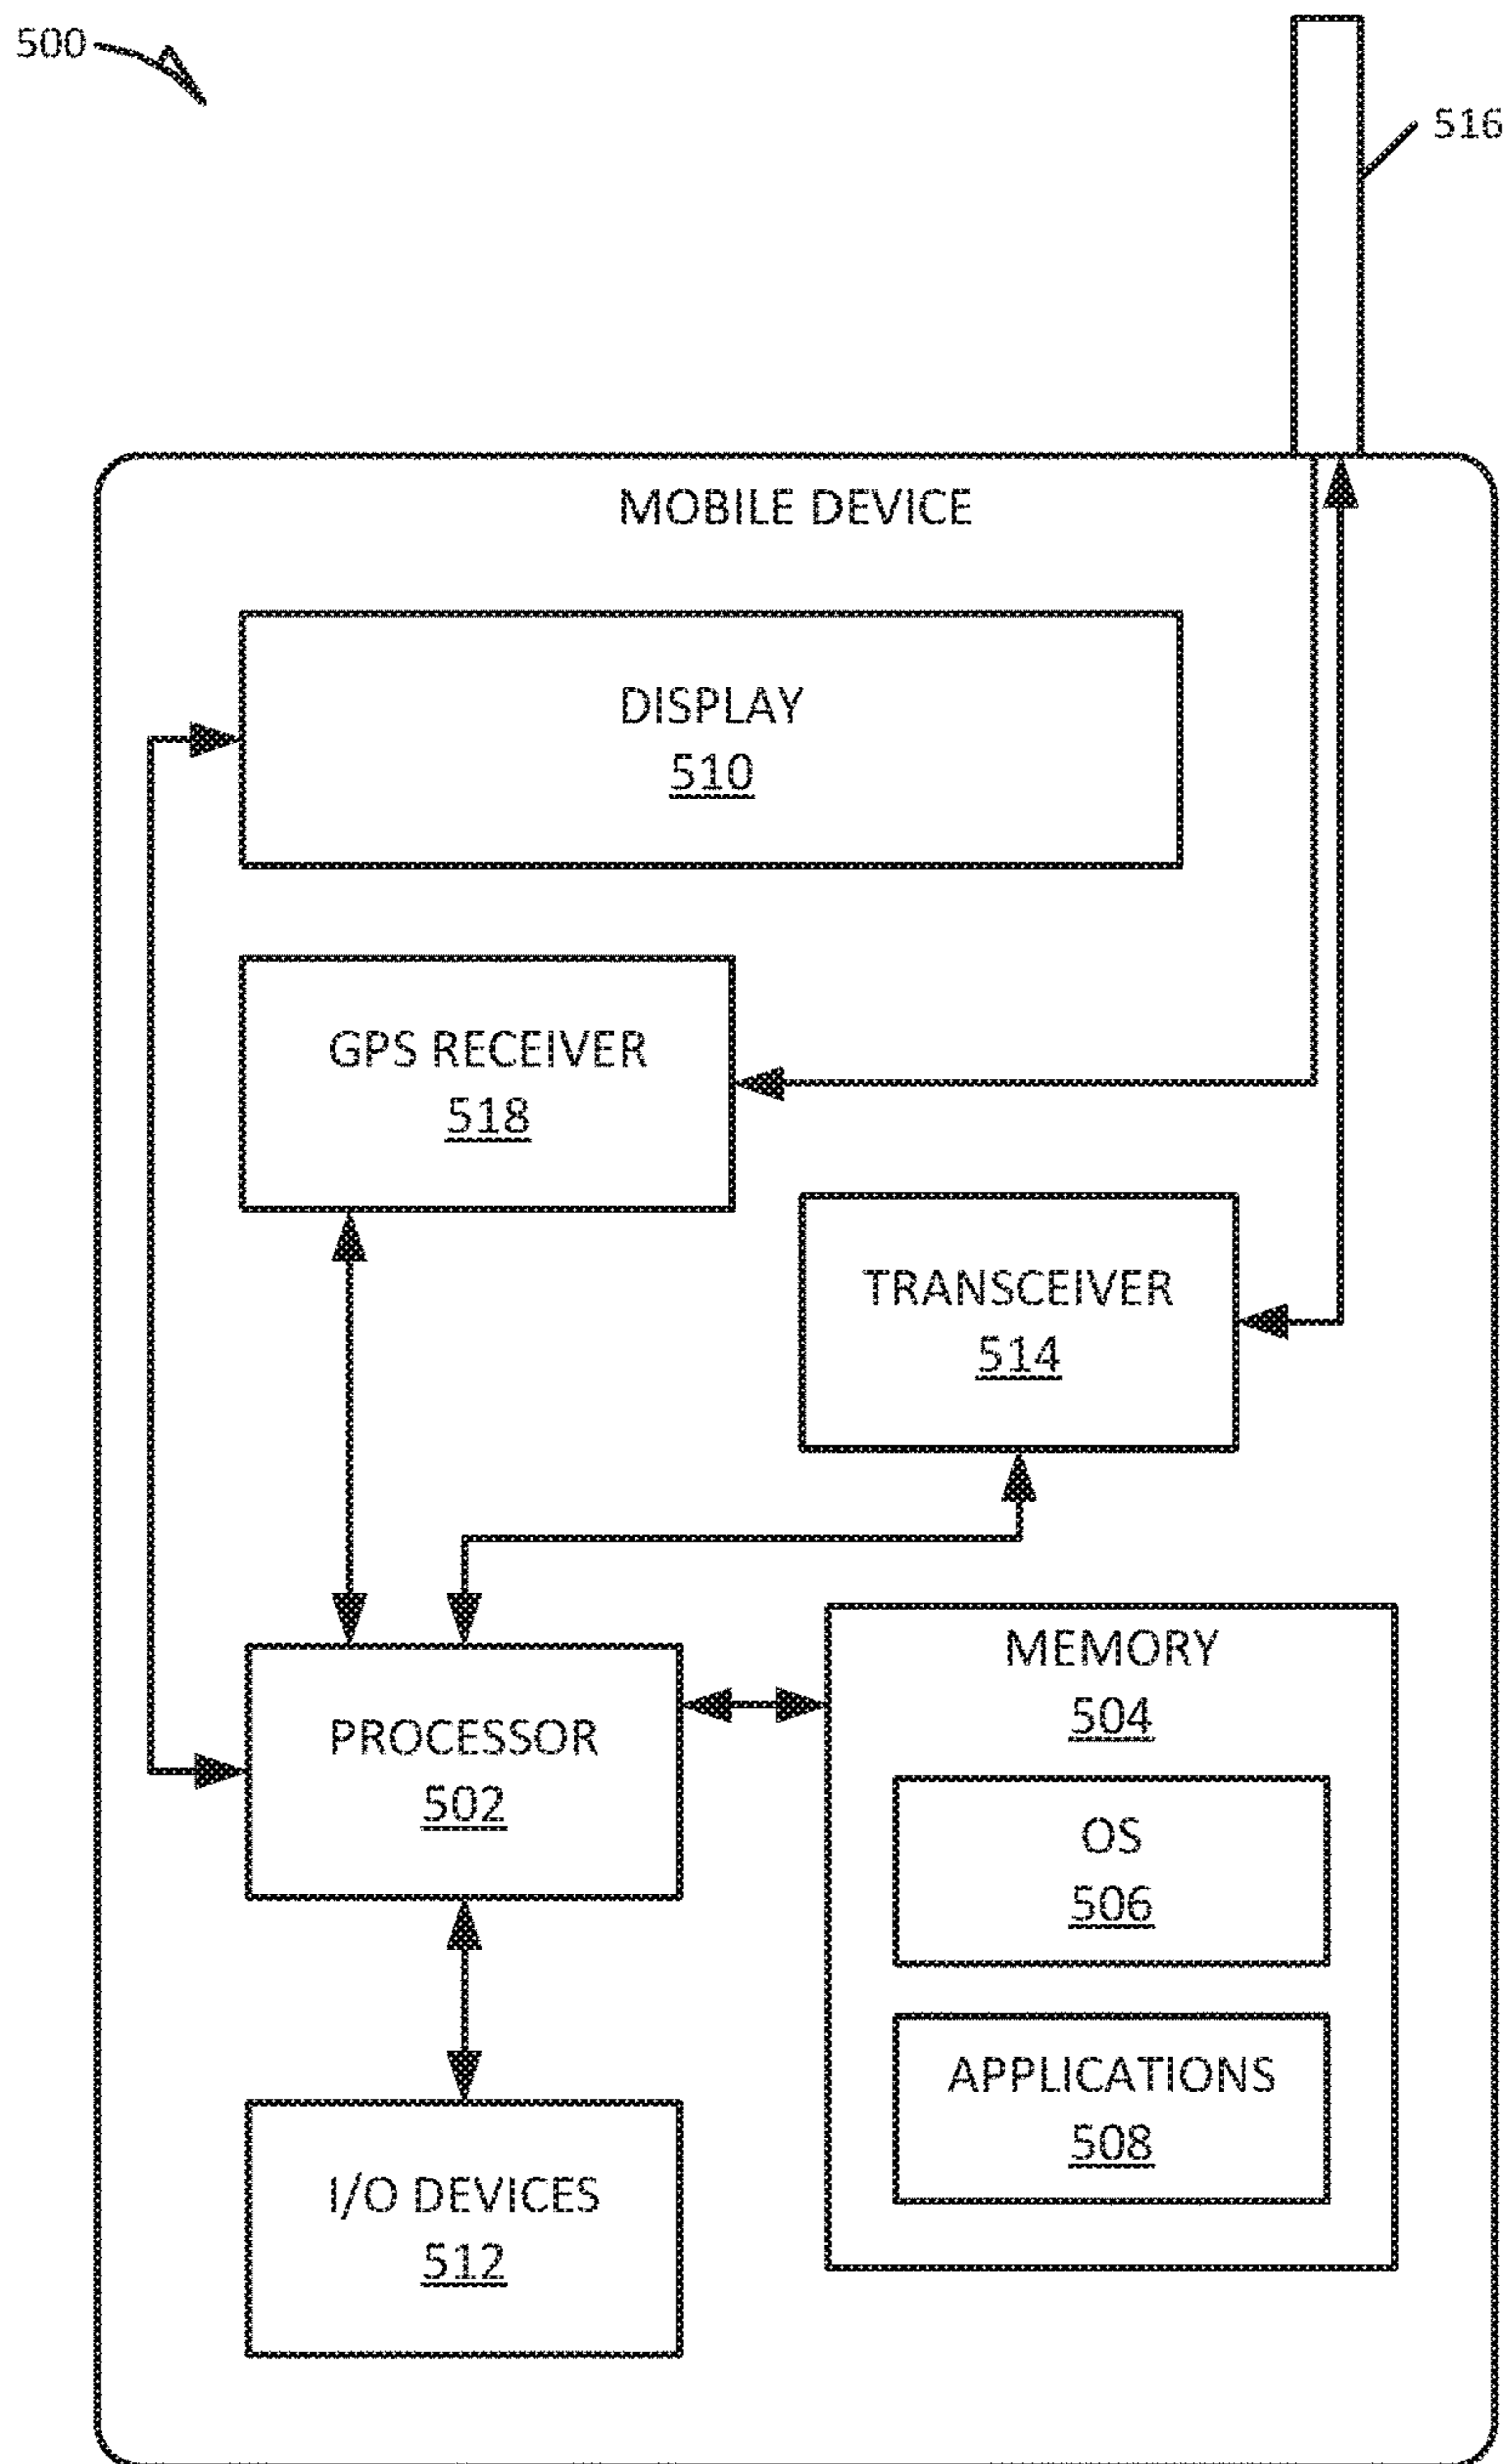 500
516
MOBILE DEVICE
DISPLAY
510
GPS RECEIVER
518
TRANSCEIVER
514
MEMORY
504
PROCESSOR
502
OS
506
APPLICATIONS
508
I/O DEVICES
512